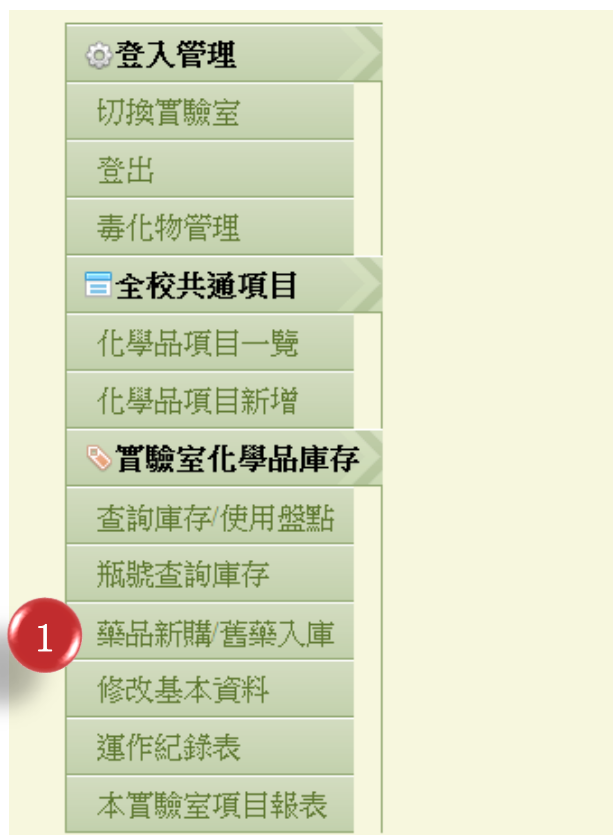 登入管理
切換實驗室
登出
毒化物管理
全校共通項目
化學品項目一覽
化學品項目新增
實驗室化學品庫存
查詢庫存/使用盤點
瓶號查詢庫存
1 藥品新購/舊藥入庫
修改基本資料
運作紀錄表
本實驗室項目報表